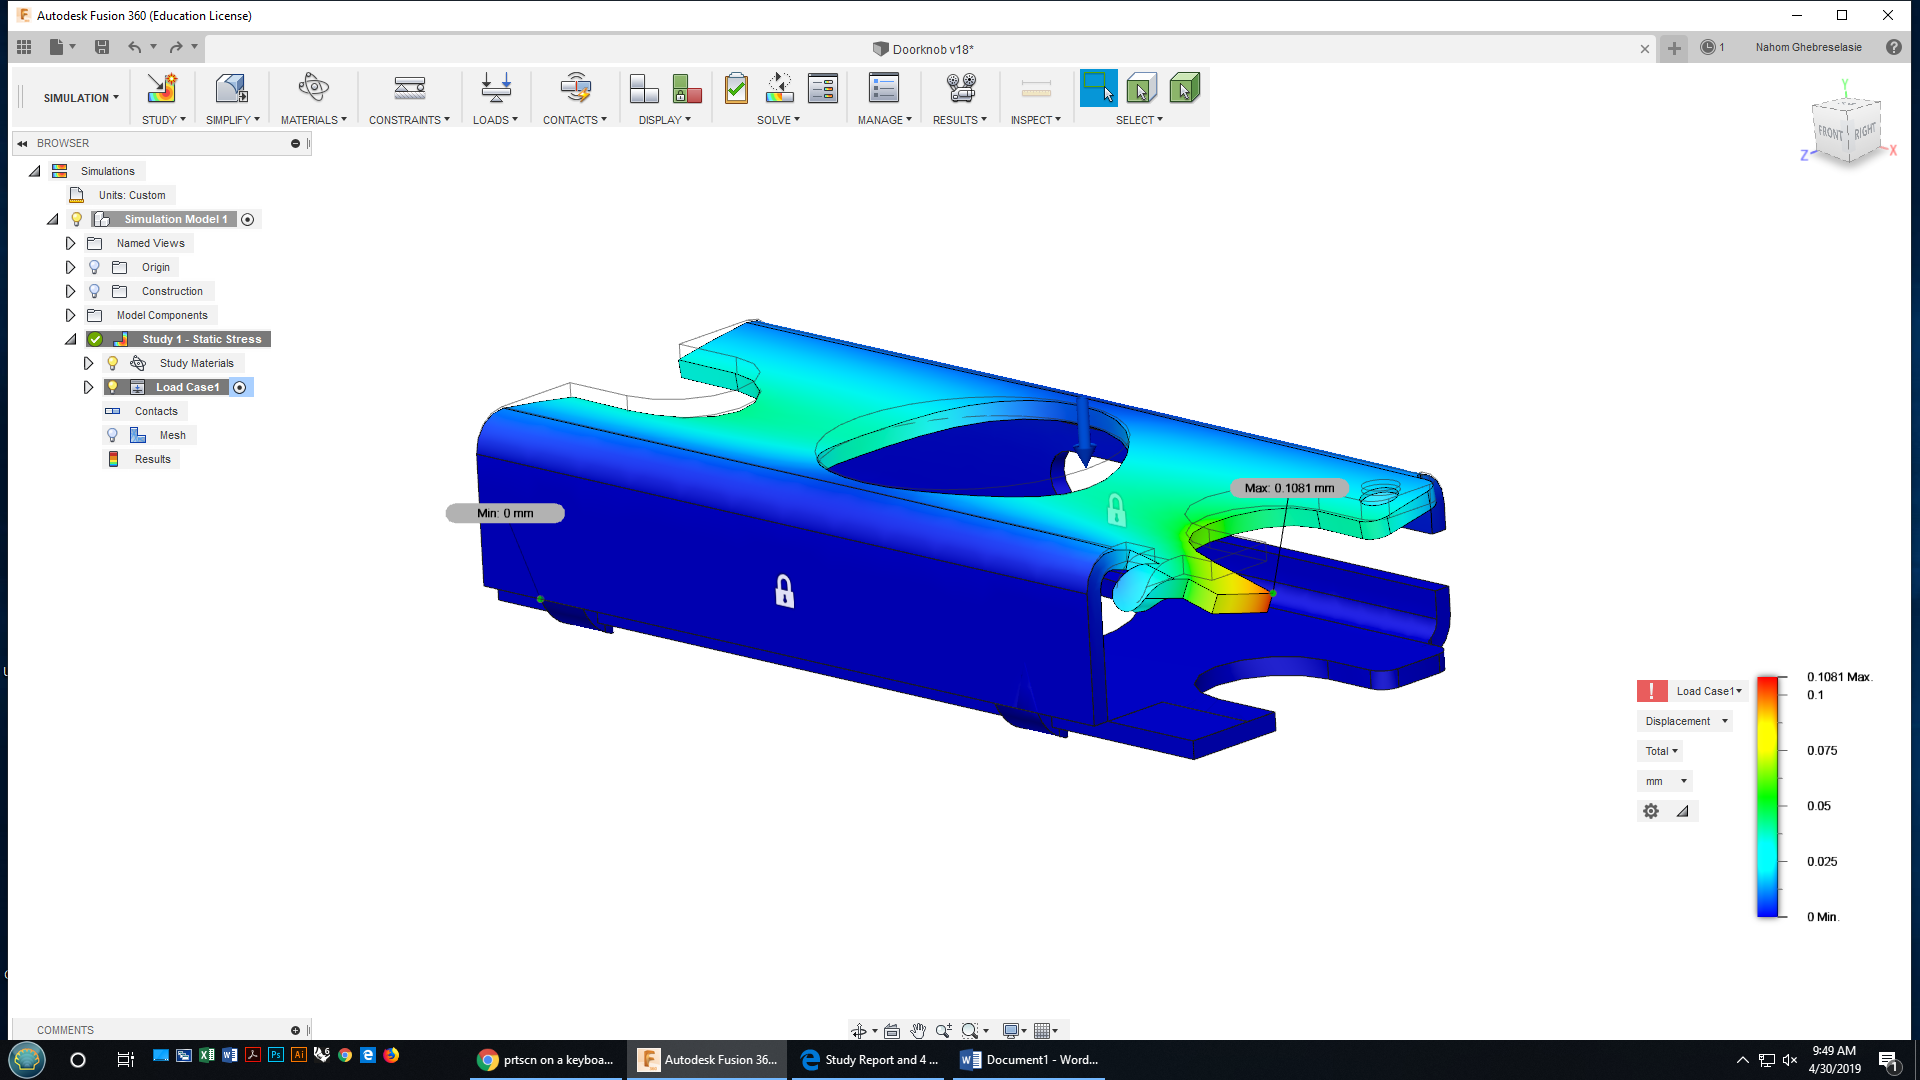 Autodesk Fusion 360 (Education License)
Doorknob v18*
1
Nahom Ghebreselasie
SIMULATION
STUDY
SIMPLIFY
MATERIALS
CONSTRAINTS
LOADS
CONTACTS
DISPLAY
SOLVE
MANAGE
RESULTS
INSPECT
SELECT
Y
FRONT
RIGHT
Z
X
BROWSER
Simulations
Units: Custom
Simulation Model 1
Named Views
Origin
Construction
Model Components
Study 1 - Static Stress
Study Materials
Load Case1
Contacts
Mesh
Results
Max: 0.1081 mm
Min: 0 mm
Load Case1
Displacement
Total
mm
0.1081 Max.
0.1
0.075
0.05
0.025
0 Min.
COMMENTS
prtscn on a keyboa...
Autodesk Fusion 36...
Study Report and 4 ...
Document1 - Word...
9:49 AM
4/30/2019
1